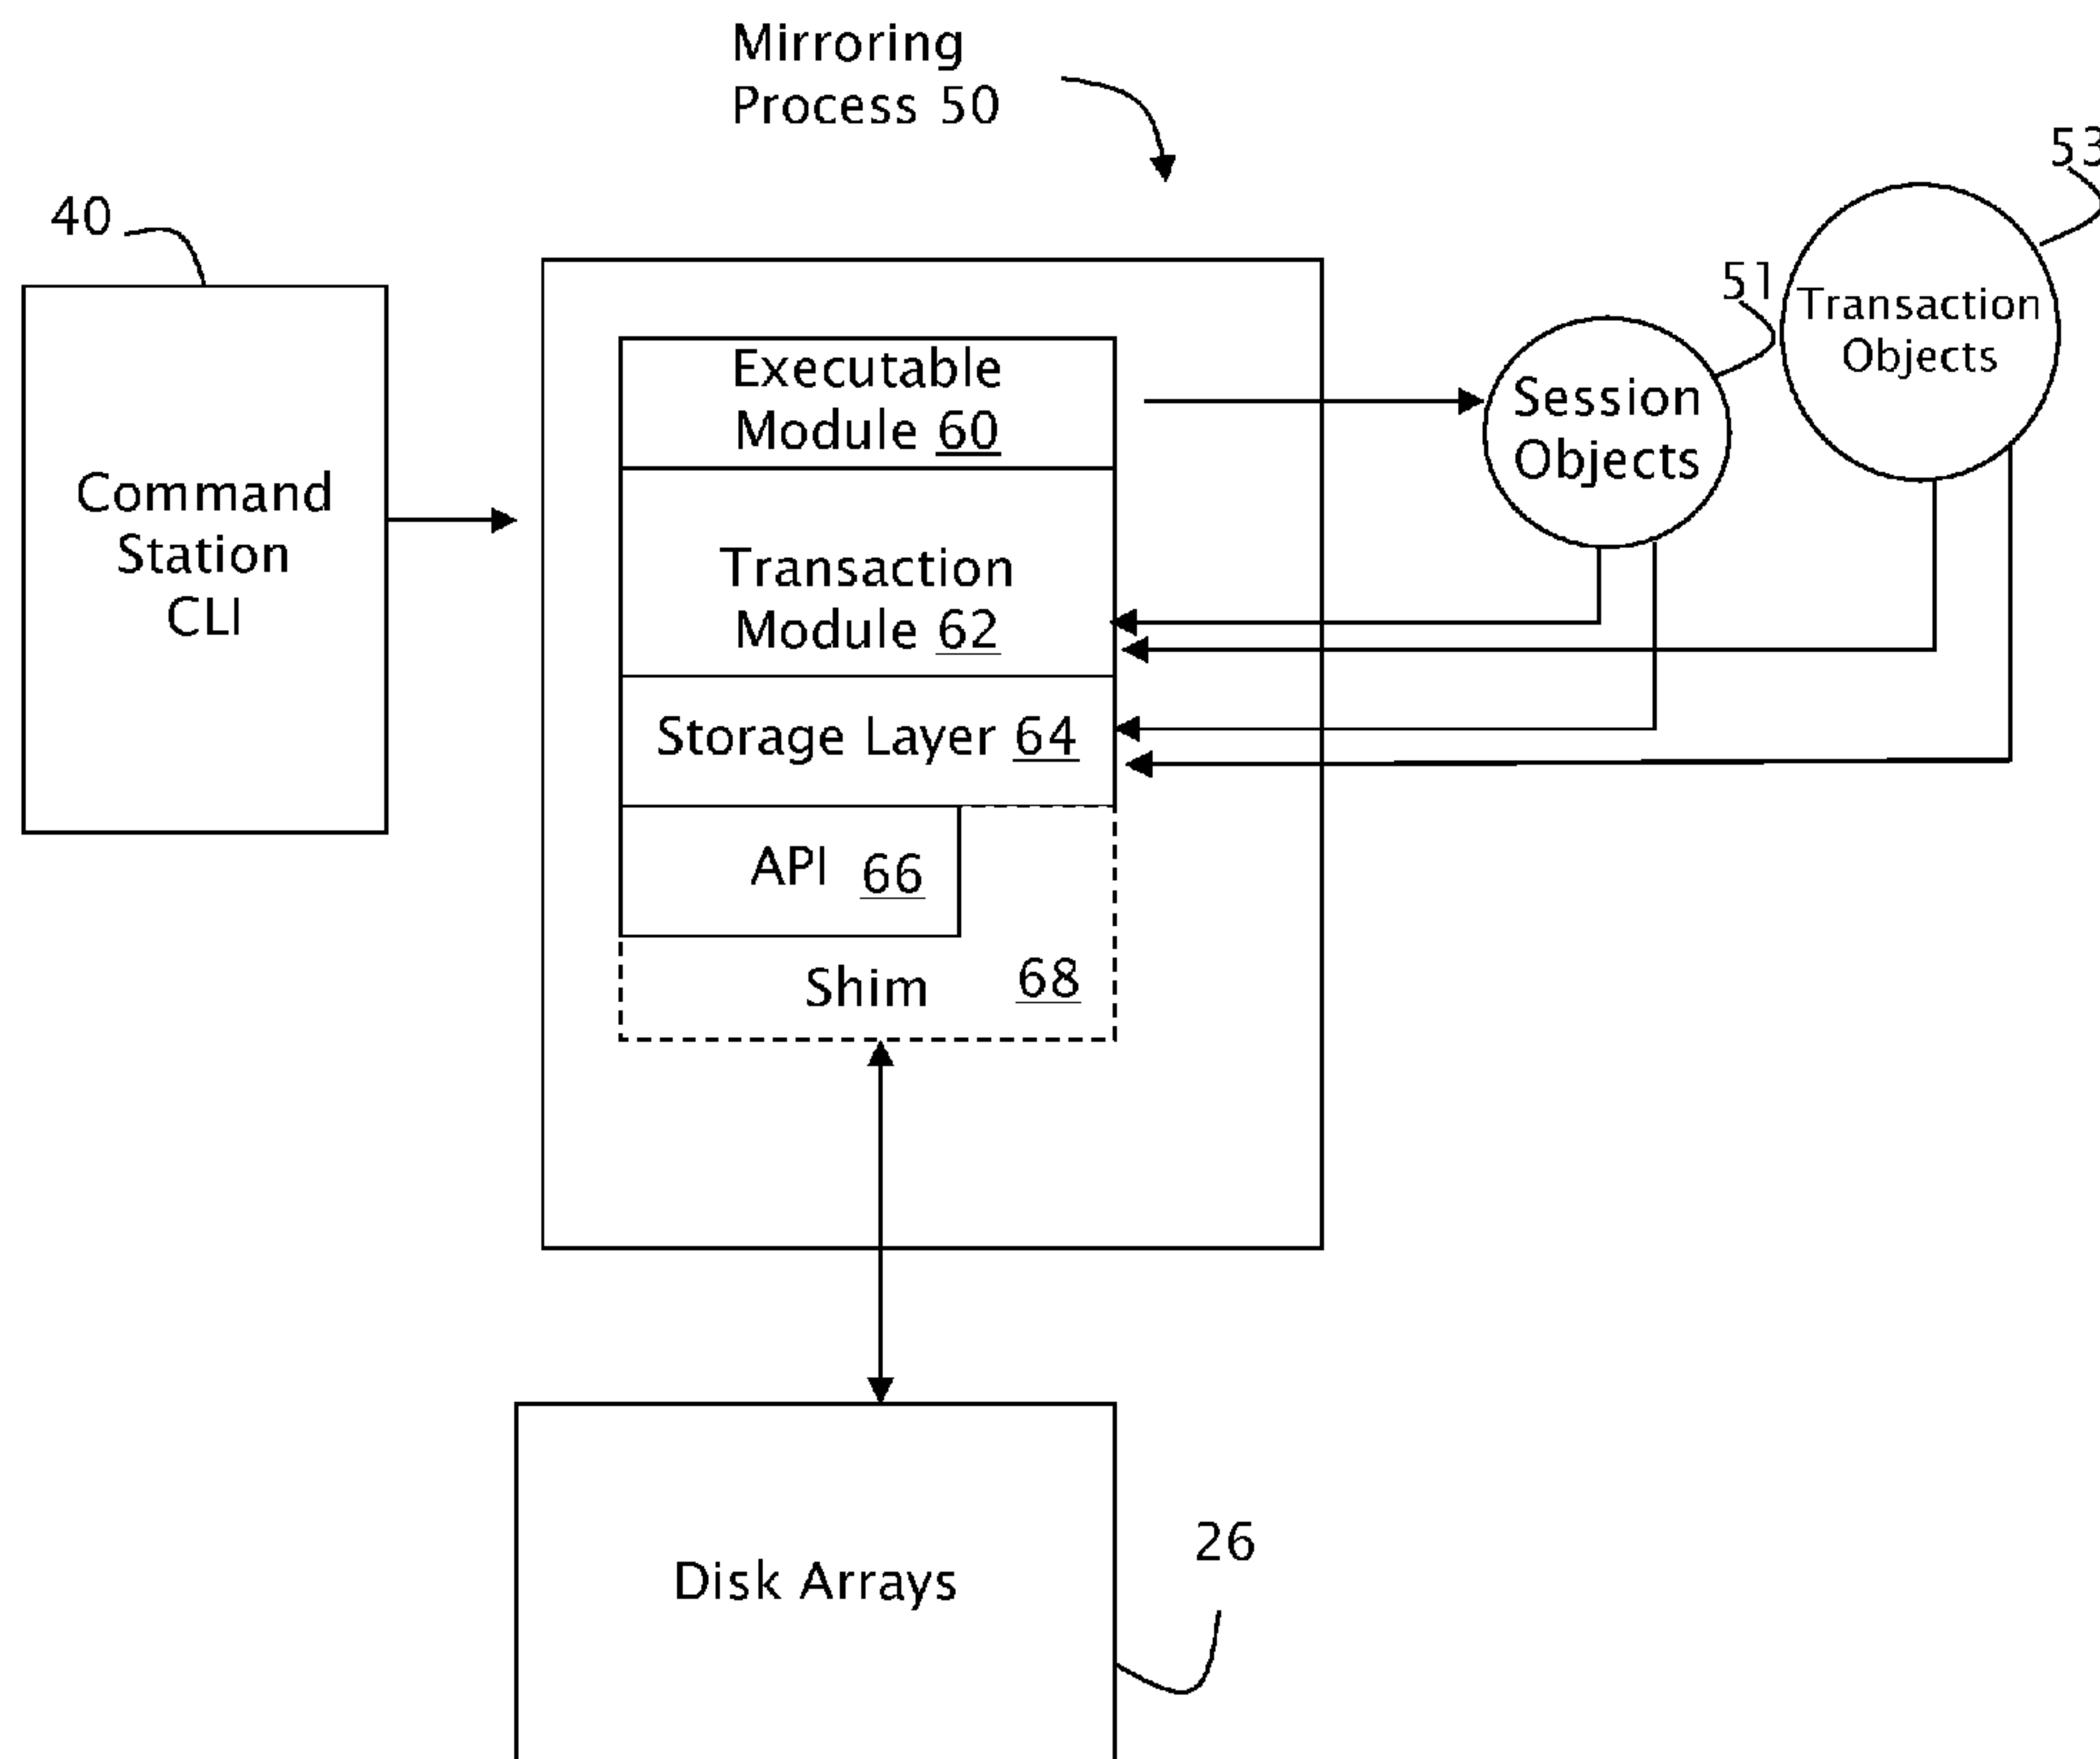 Mirroring
Process 50
53
40
51
Transaction
Objects
Executable
Module 60
Session
Objects
Command
Station
CLI
Transaction
Module 62
Storage Layer 64
API 66
Shim 68
26
Disk Arrays